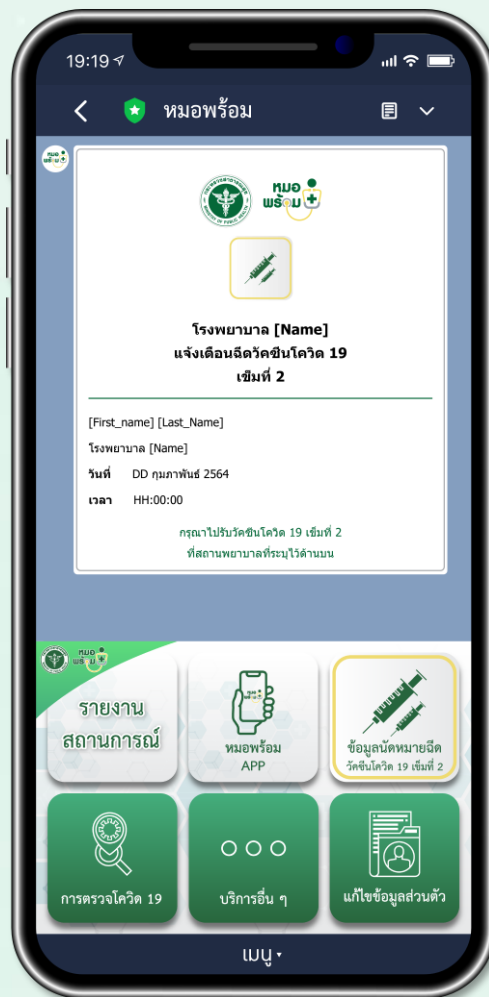 19:19
หมอพร้อม
หมอ
พร้อม
หมอ
พร้อม
โรงพยาบาล [Name]
แจ้งเตือนฉีดวัคซีนโควิด 19
เข็มที่ 2
[First_name] [Last_Name]
โรงพยาบาล [Name]
วันที่ DD กุมภาพันธ์ 2564
เวลา HH:00:00
กรุณาไปรับวัคซีนโควิด 19 เข็มที่ 2
ที่สถานพยาบาลที่ระบุไว้ด้านบน
หมอ
พร้อม
รายงาน
สถานการณ์
หมอพร้อม
APP
ข้อมูลนัดหมายฉีด
วัคซีนโควิด 19 เข็มที่ 2
การตรวจโควิด 19
บริการอื่น ๆ
แก้ไขข้อมูลส่วนตัว
เมนู